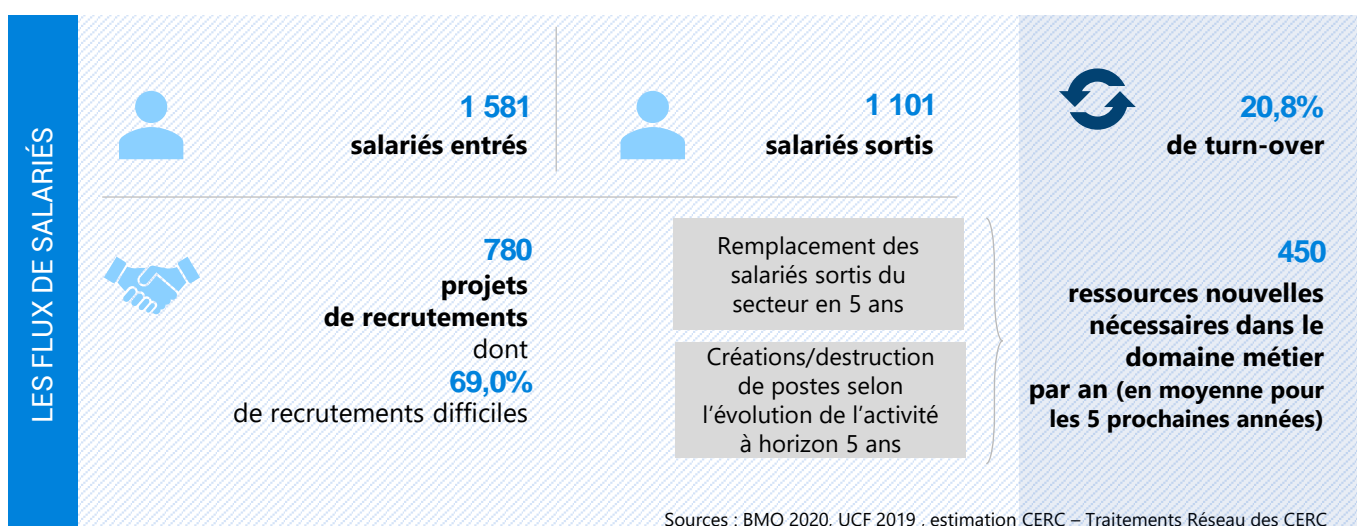 LES FLUX DE SALARIÉS
1 581
salariés entrés
1 101
salariés sortis
20,8%
de turn-over
780
projets
de recrutements
dont
69,0%
de recrutements difficiles
Remplacement des
salariés sortis du
secteur en 5 ans
Créations/destruction
de postes selon
l’évolution de l’activité
à horizon 5 ans
450
ressources nouvelles
nécessaires dans le
domaine métier
par an (en moyenne pour
les 5 prochaines années)
Sources : BMO 2020, UCF 2019 , estimation CERC – Traitements Réseau des CERC